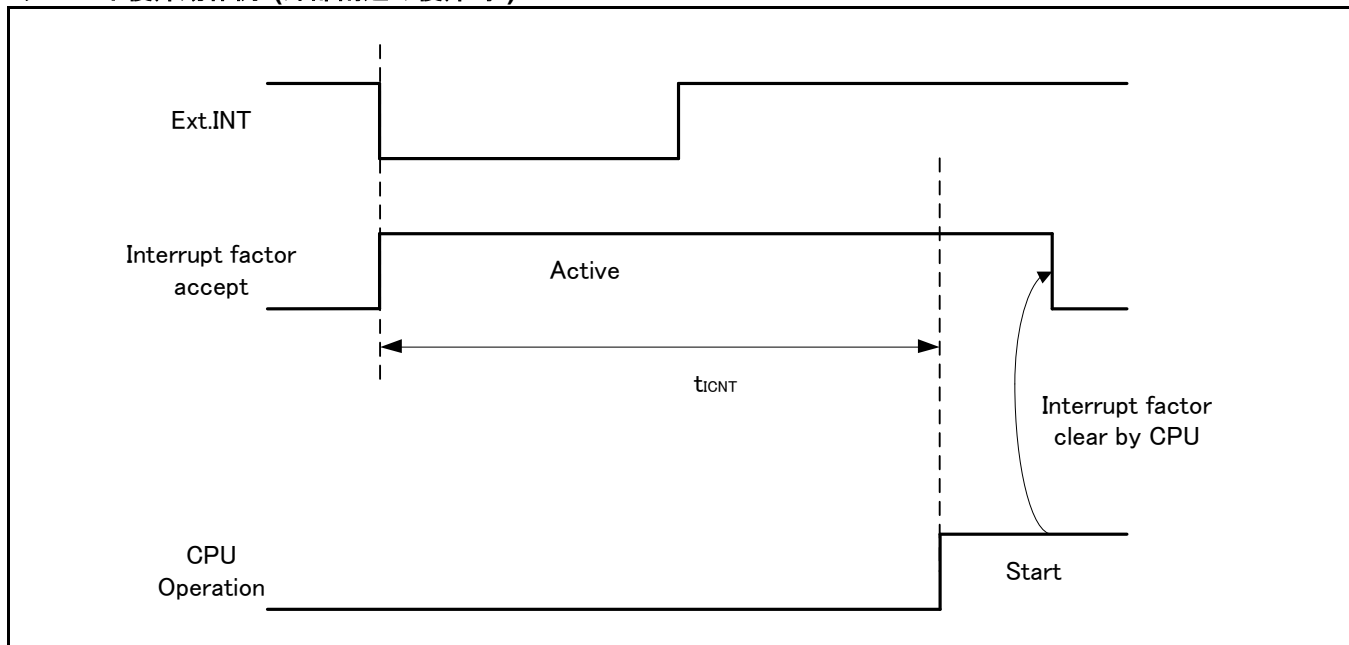 Ext.INT
Interrupt factor
accept
Active
tICNT
Interrupt factor
clear by CPU
CPU
Operation
Start